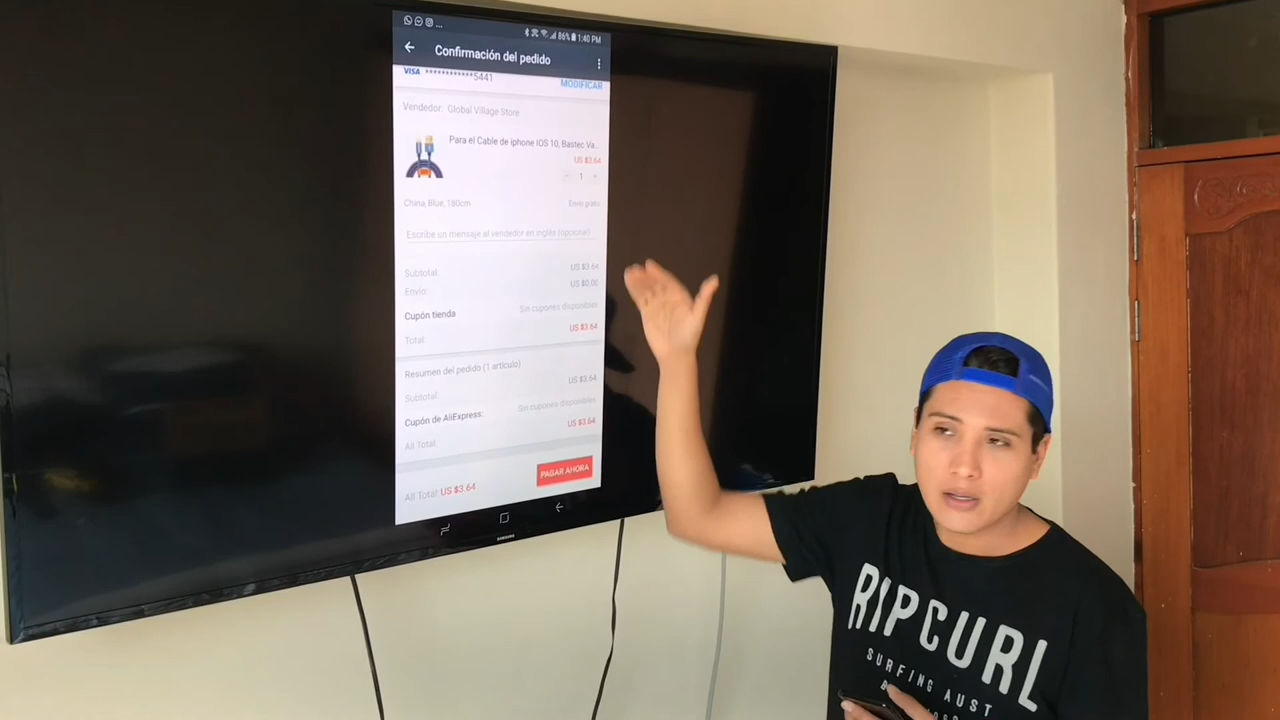 86% 1:40 PM
Confirmación del pedido
VISA ************5441
MODIFICAR
Vendedor: Global Village Store
Para el Cable de iphone IOS 10, Bastec Va...
US $3.64
- 1 +
China, Blue, 180cm
Envío gratis
Escribe un mensaje al vendedor en inglés (opcional)
Subtotal: US $3.64
Envío: US $0.00
Cupón tienda Sin cupones disponibles
Total: US $3.64
Resumen del pedido (1 artículo)
Subtotal: US $3.64
Cupón de AliExpress: Sin cupones disponibles
All Total: US $3.64
All Total: US $3.64
PAGAR AHORA
SAMSUNG
RIPCURL
SURFING AUST